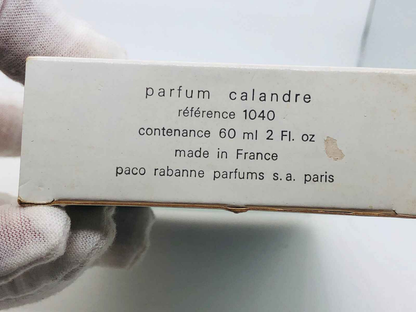 parfum calandre
référence 1040
contenance 60 ml 2 Fl. oz
made in France
paco rabanne parfums s.a. paris